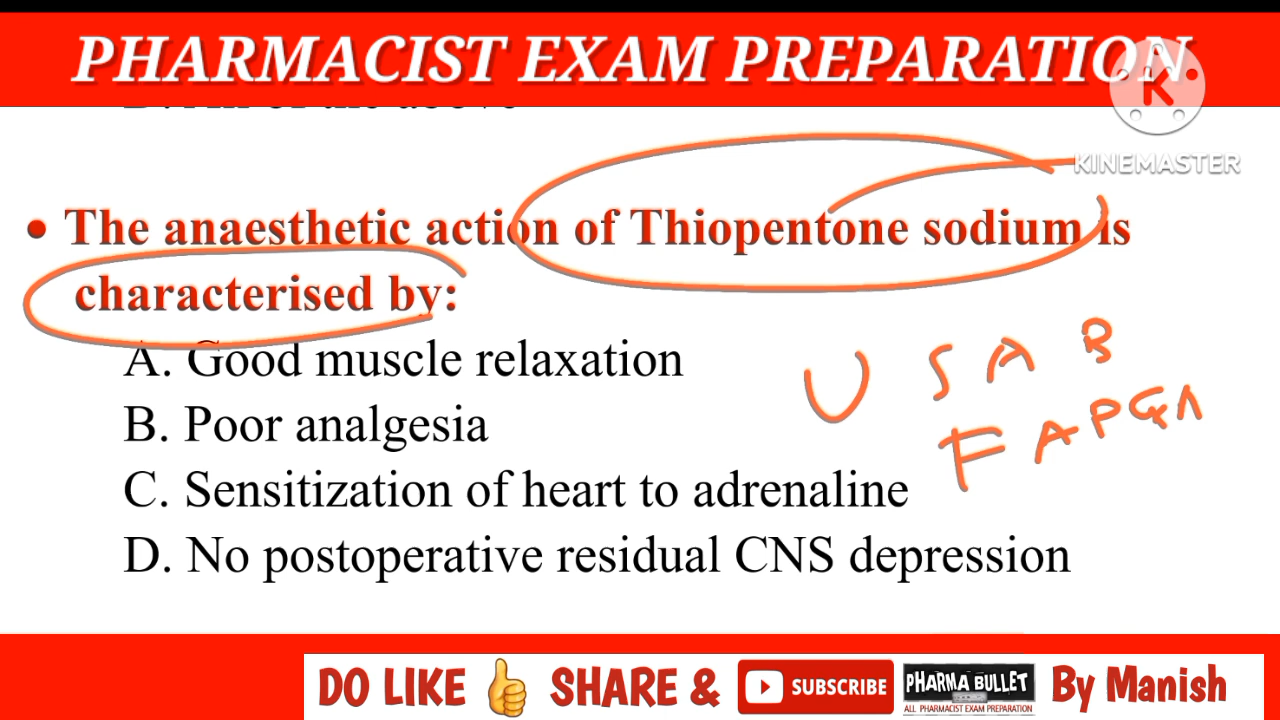 PHARMACIST EXAM PREPARATION
K
KINEMASTER
• The anaesthetic action of Thiopentone sodium is
characterised by:
A. Good muscle relaxation
B. Poor analgesia
C. Sensitization of heart to adrenaline
D. No postoperative residual CNS depression
U S A B
F A P G A
DO LIKE SHARE & SUBSCRIBE PHARMA BULLET By Manish
ALL PHARMACIST EXAM PREPARATION